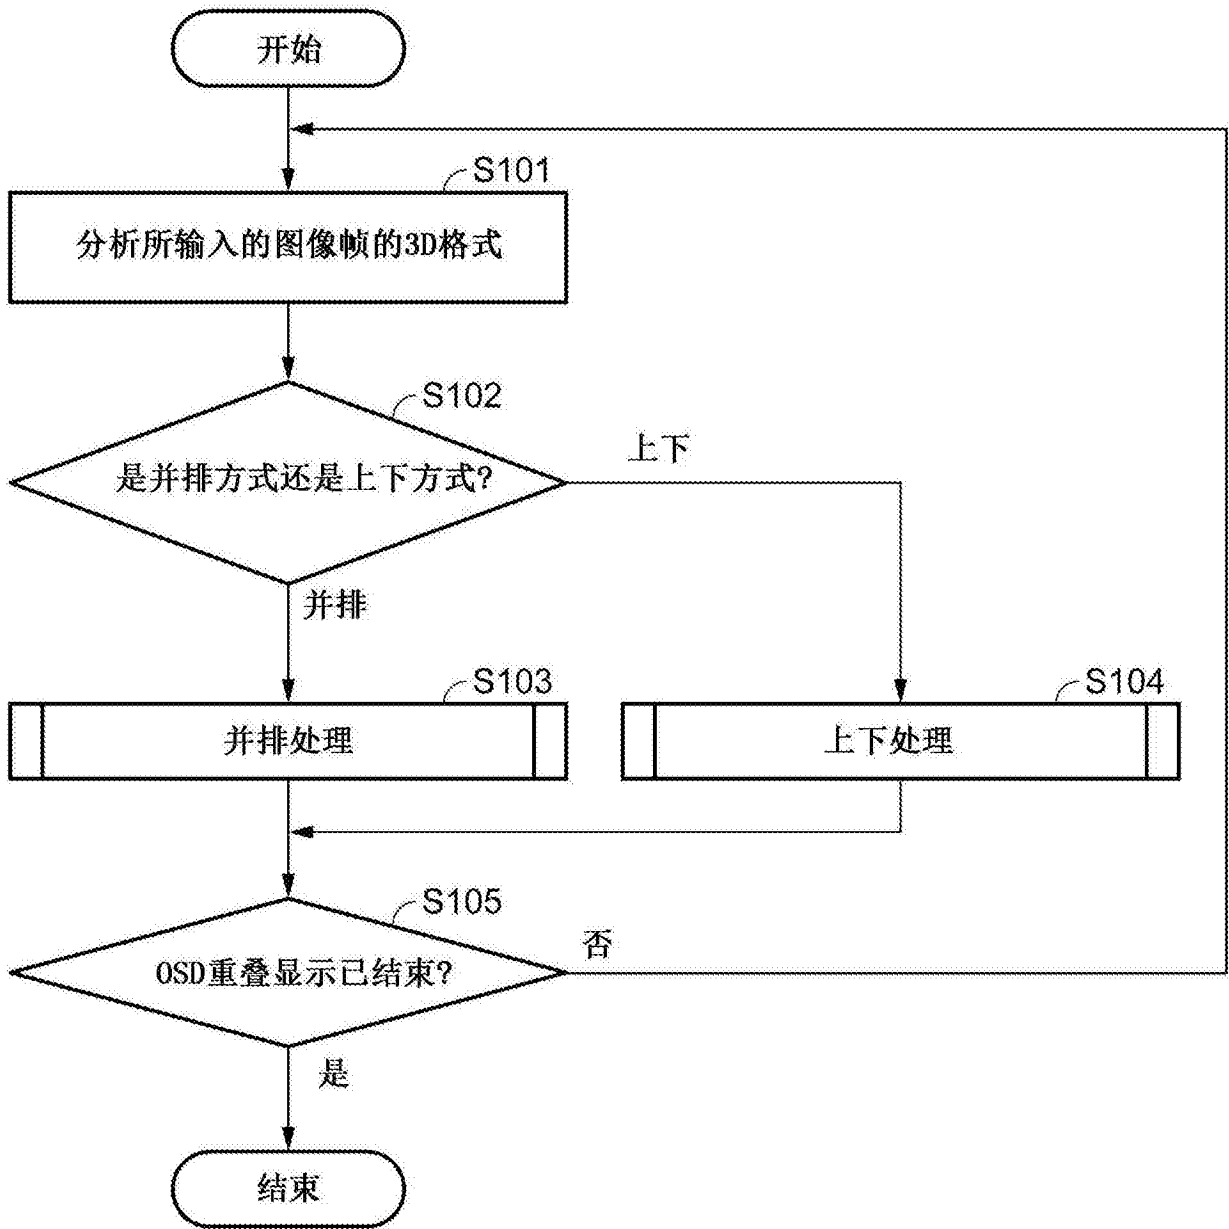 开始
S101
分析所输入的图像帧的3D格式
S102
是并排方式还是上下方式?
上下
并排
S103
并排处理
S104
上下处理
S105
OSD重叠显示已结束?
否
是
结束